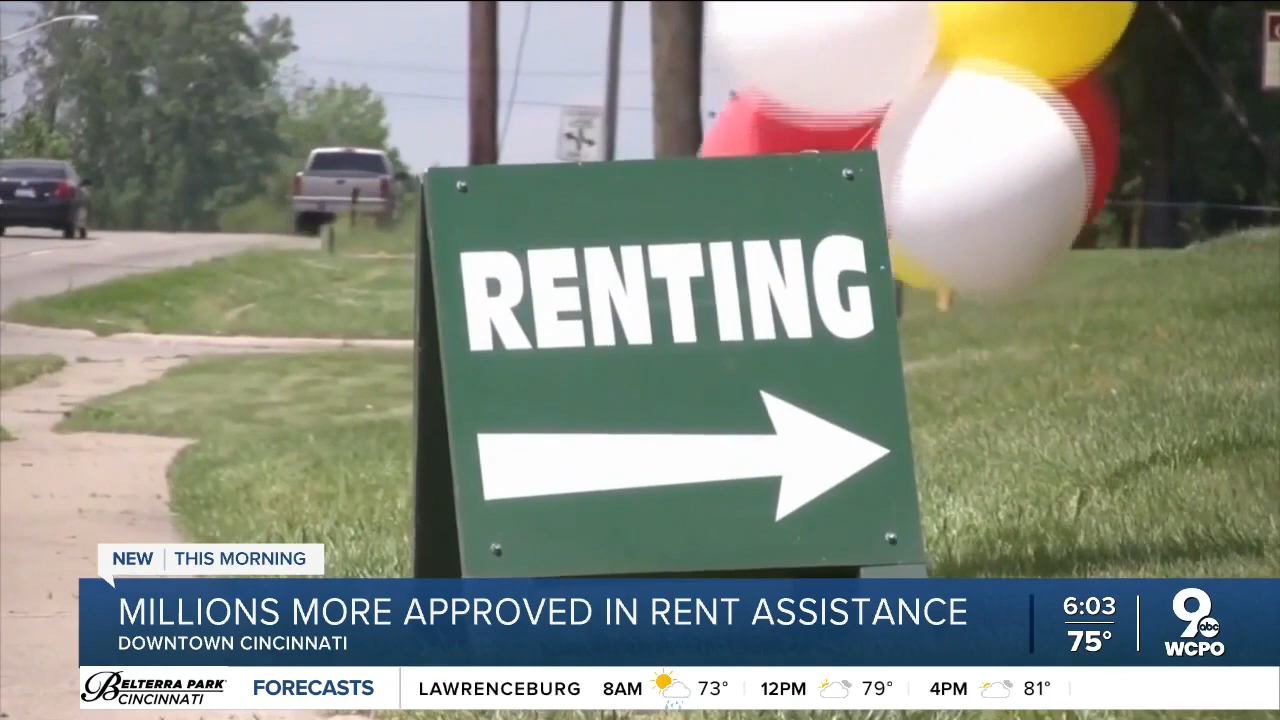 RENTING
NEW | THIS MORNING
MILLIONS MORE APPROVED IN RENT ASSISTANCE
DOWNTOWN CINCINNATI
6:03
75°
9
abc
WCPO
BELTERRA PARK
CINCINNATI
FORECASTS
LAWRENCEBURG 8AM 73° 12PM 79° 4PM 81°